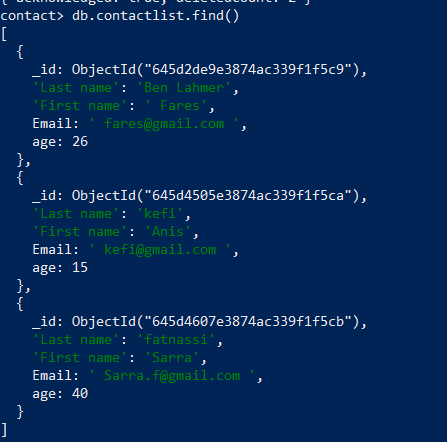 { acknowledged: true, deletedCount: 2 }
contact> db.contactlist.find()
[
  {
    _id: ObjectId("645d2de9e3874ac339f1f5c9"),
    'Last name': 'Ben Lahmer',
    'First name': ' Fares',
    Email: ' fares@gmail.com ',
    age: 26
  },
  {
    _id: ObjectId("645d4505e3874ac339f1f5ca"),
    'Last name': 'kefi',
    'First name': 'Anis',
    Email: ' kefi@gmail.com ',
    age: 15
  },
  {
    _id: ObjectId("645d4607e3874ac339f1f5cb"),
    'Last name': 'fatnassi',
    'First name': 'Sarra',
    Email: ' Sarra.f@gmail.com ',
    age: 40
  }
]